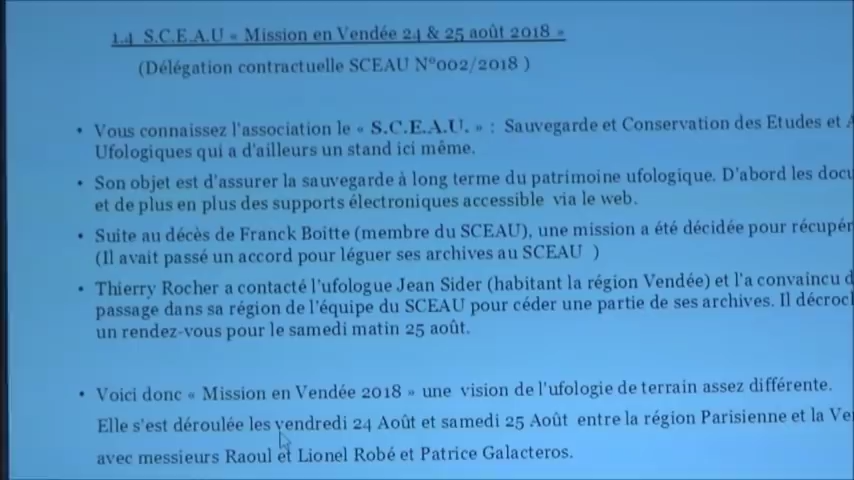 1.4 S.C.E.A.U « Mission en Vendée 24 & 25 août 2018 »
(Délégation contractuelle SCEAU N°002/2018 )
• Vous connaissez l'association le « S.C.E.A.U. » : Sauvegarde et Conservation des Etudes et A
Ufologiques qui a d'ailleurs un stand ici même.
• Son objet est d'assurer la sauvegarde à long terme du patrimoine ufologique. D'abord les docu
et de plus en plus des supports électroniques accessible via le web.
• Suite au décès de Franck Boitte (membre du SCEAU), une mission a été décidée pour récupér
(Il avait passé un accord pour léguer ses archives au SCEAU )
• Thierry Rocher a contacté l'ufologue Jean Sider (habitant la région Vendée) et l'a convaincu d
passage dans sa région de l'équipe du SCEAU pour céder une partie de ses archives. Il décroch
un rendez-vous pour le samedi matin 25 août.
• Voici donc « Mission en Vendée 2018 » une vision de l'ufologie de terrain assez différente.
Elle s'est déroulée les vendredi 24 Août et samedi 25 Août entre la région Parisienne et la Ve
avec messieurs Raoul et Lionel Robé et Patrice Galacteros.